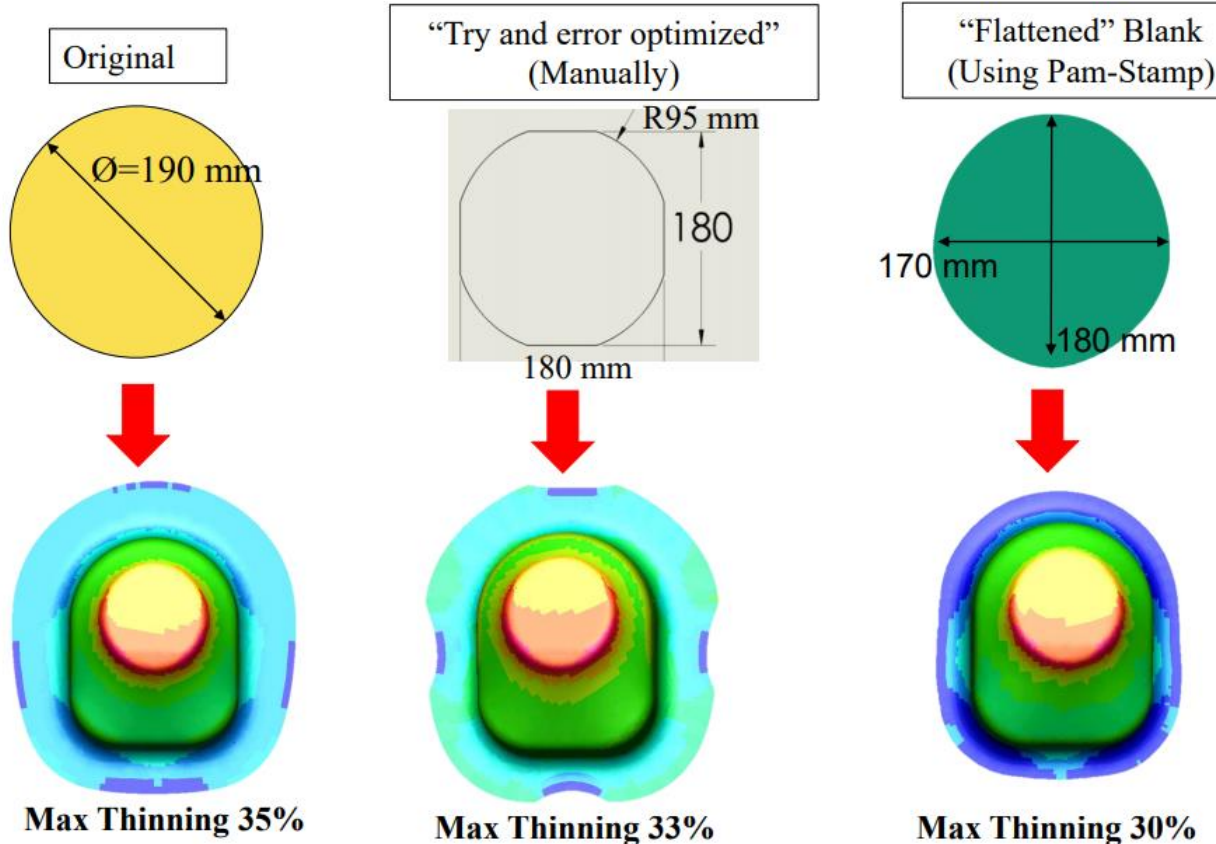 Original
Ø=190 mm
Max Thinning 35%
“Try and error optimized”
(Manually)
R95 mm
180
180 mm
Max Thinning 33%
“Flattened” Blank
(Using Pam-Stamp)
170 mm
180 mm
Max Thinning 30%